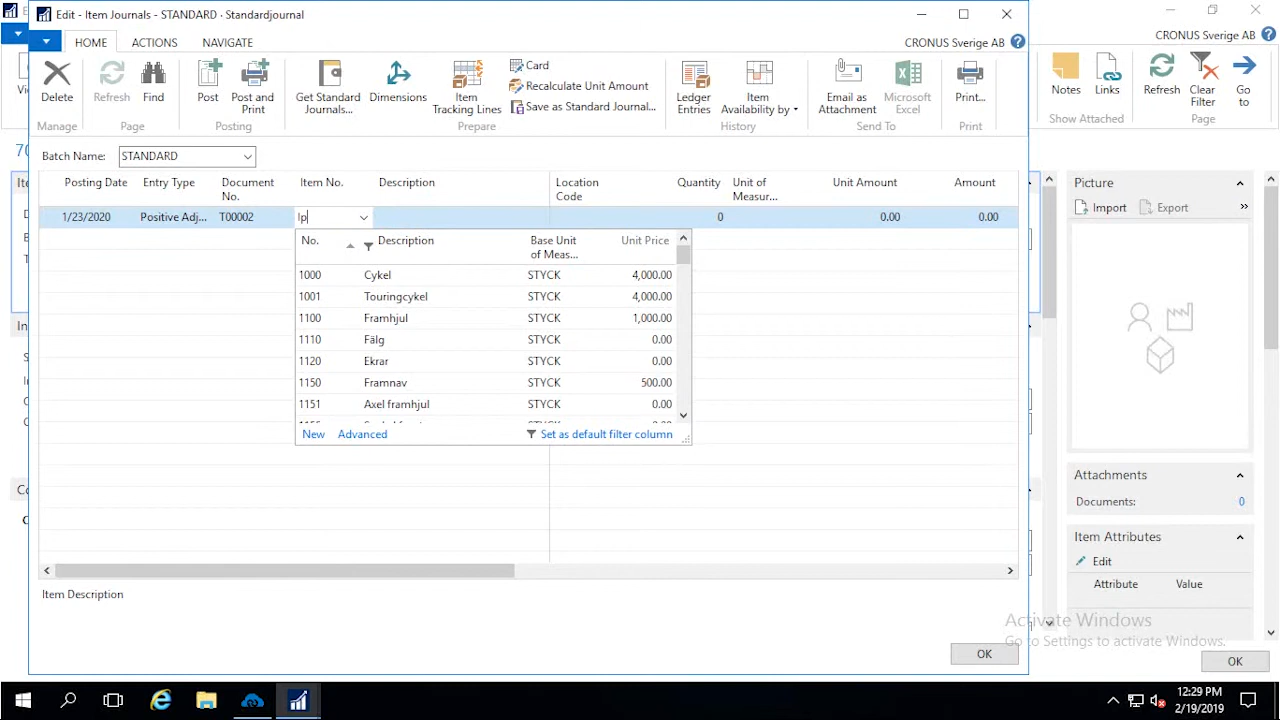 Edit - Item Journals - STANDARD · Standardjournal
HOME ACTIONS NAVIGATE
CRONUS Sverige AB
CRONUS Sverige AB
Delete
Refresh
Find
Post
Post and Print
Get Standard Journals...
Dimensions
Item Tracking Lines
Card
Recalculate Unit Amount
Save as Standard Journal...
Ledger Entries
Item Availability by
Email as Attachment
Microsoft Excel
Print...
Notes
Links
Refresh
Clear Filter
Go to
Manage Page Posting Prepare History Send To Print
Show Attached Page
Batch Name: STANDARD
Posting Date Entry Type Document No. Item No. Description Location Code Quantity Unit of Measur... Unit Amount Amount
1/23/2020 Positive Adj... T00002 Ip 0 0.00 0.00
No. Description Base Unit of Meas... Unit Price
1000 Cykel STYCK 4,000.00
1001 Touringcykel STYCK 4,000.00
1100 Framhjul STYCK 1,000.00
1110 Fälg STYCK 0.00
1120 Ekrar STYCK 0.00
1150 Framnav STYCK 500.00
1151 Axel framhjul STYCK 0.00
New Advanced Set as default filter column
Item Description
OK
Picture
Import Export
Attachments
Documents: 0
Item Attributes
Edit
Attribute Value
Activate Windows
Go to Settings to activate Windows.
OK
12:29 PM
2/19/2019